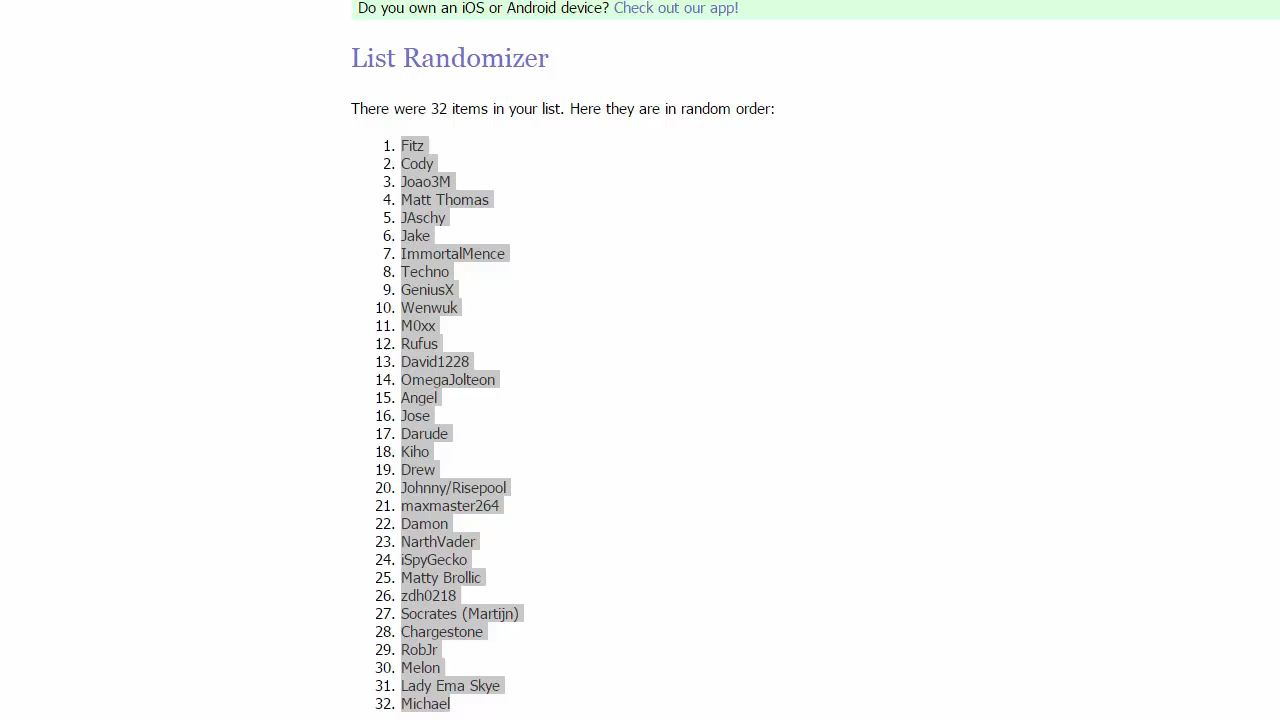 Do you own an iOS or Android device? Check out our app!
List Randomizer
There were 32 items in your list. Here they are in random order:
1. Fitz
2. Cody
3. Joao3M
4. Matt Thomas
5. JAschy
6. Jake
7. ImmortalMence
8. Techno
9. GeniusX
10. Wenwuk
11. M0xx
12. Rufus
13. David1228
14. OmegaJolteon
15. Angel
16. Jose
17. Darude
18. Kiho
19. Drew
20. Johnny/Risepool
21. maxmaster264
22. Damon
23. NarthVader
24. iSpyGecko
25. Matty Brollic
26. zdh0218
27. Socrates (Martijn)
28. Chargestone
29. RobJr
30. Melon
31. Lady Ema Skye
32. Michael